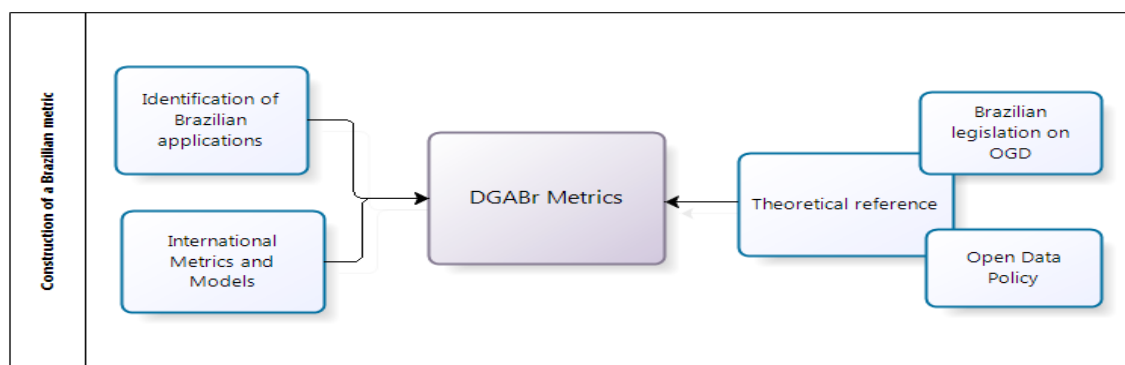 Construction of a Brazilian metric
Identification of
Brazilian
applications
International
Metrics and
Models
DGABr Metrics
Theoretical reference
Brazilian
legislation on
OGD
Open Data
Policy